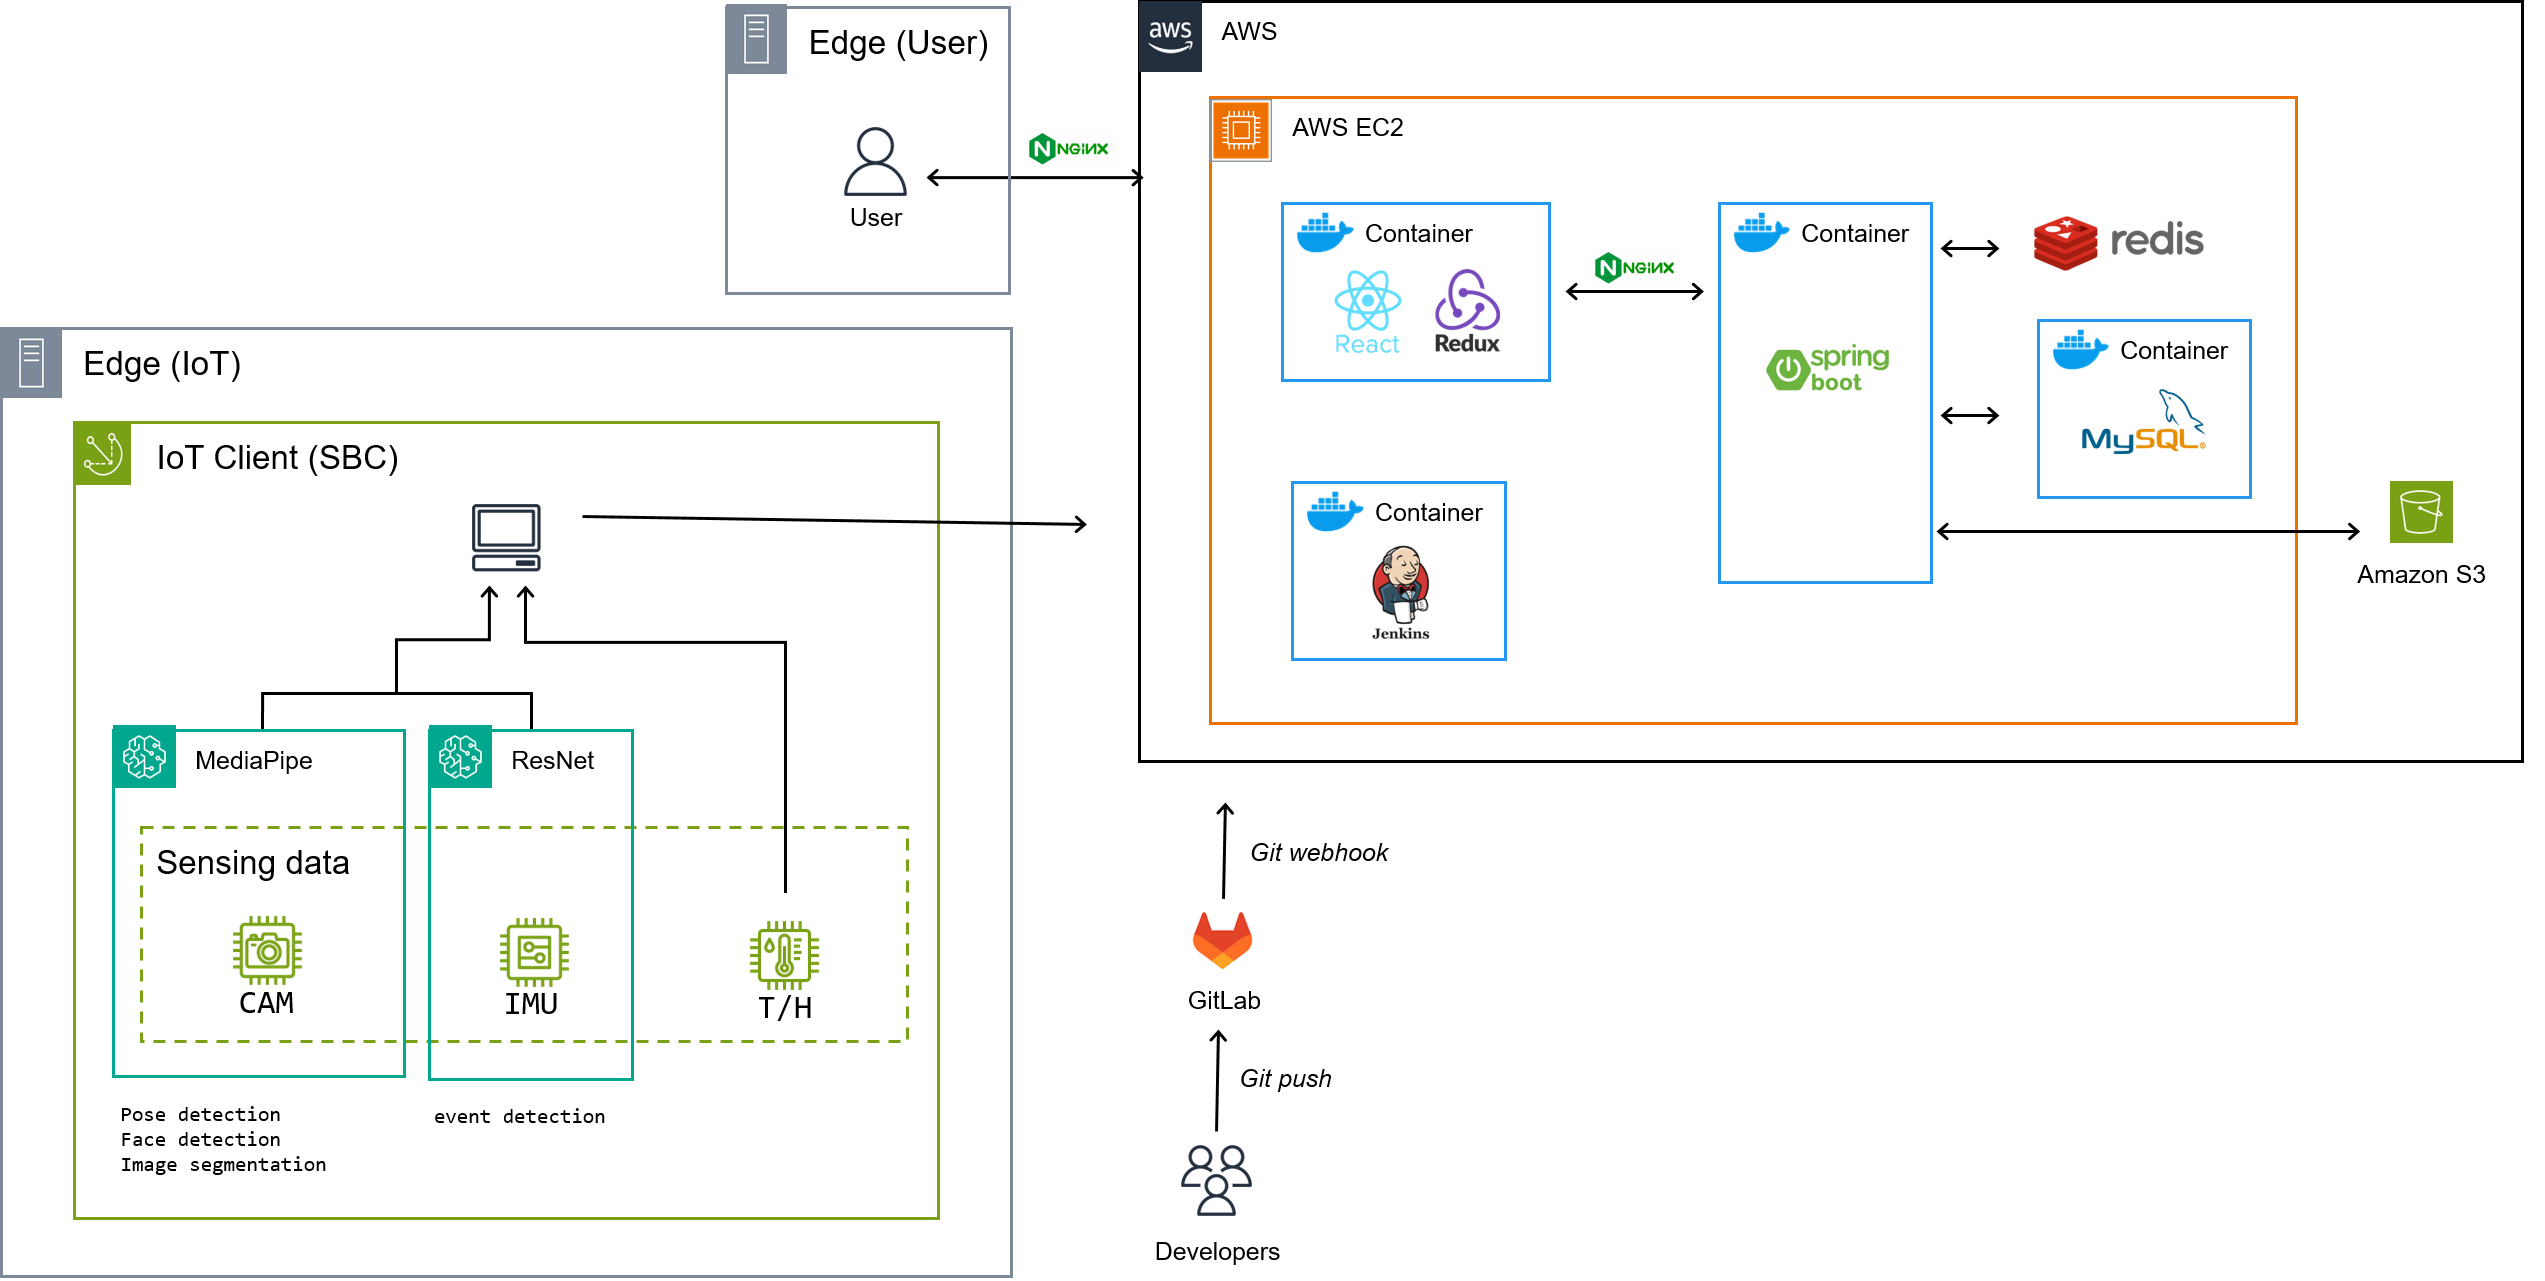 Edge (User)
User
NGINX
aws
AWS
AWS EC2
Container
React
Redux
NGINX
Container
spring
boot
redis
Container
MySQL
Container
Jenkins
Amazon S3
Edge (IoT)
IoT Client (SBC)
MediaPipe
ResNet
Sensing data
CAM
IMU
T/H
Pose detection
Face detection
Image segmentation
event detection
Git webhook
GitLab
Git push
Developers